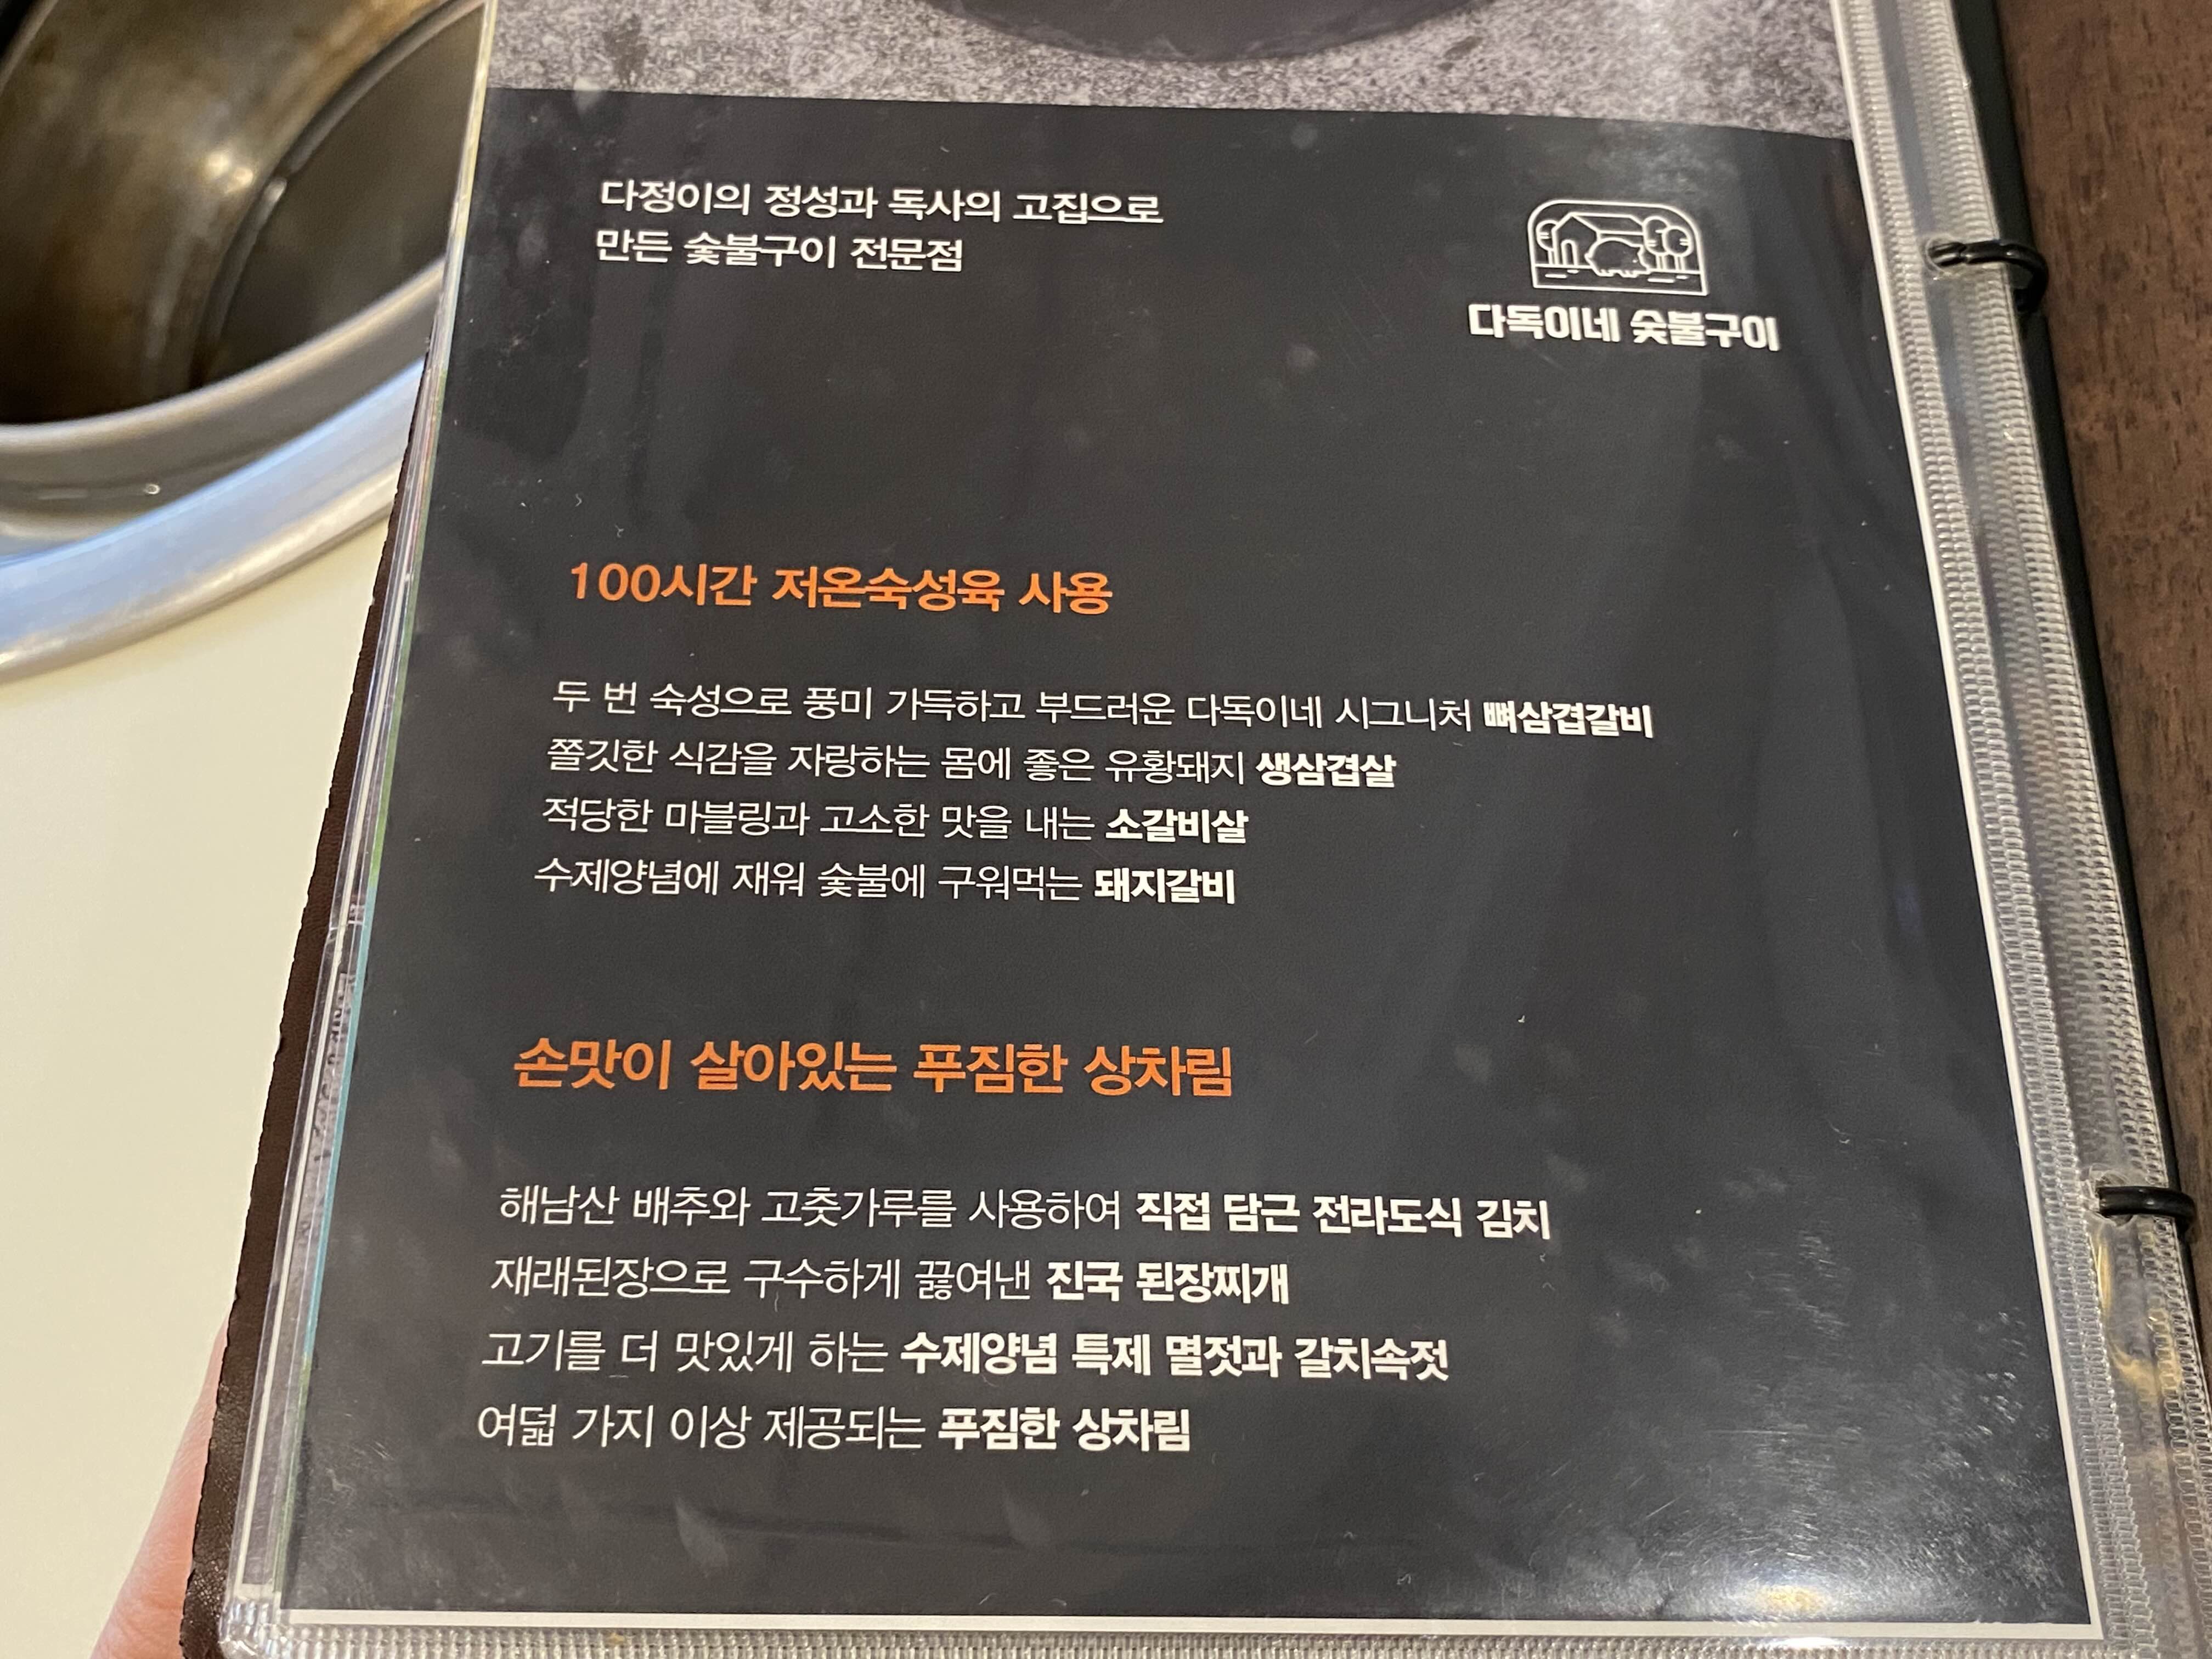 다정이의 정성과 독사의 고집으로
만든 숯불구이 전문점
다독이네 숯불구이
100시간 저온숙성육 사용
두 번 숙성으로 풍미 가득하고 부드러운 다독이네 시그니처 뼈삼겹갈비
쫄깃한 식감을 자랑하는 몸에 좋은 유황돼지 생삼겹살
적당한 마블링과 고소한 맛을 내는 소갈비살
수제양념에 재워 숯불에 구워먹는 돼지갈비
손맛이 살아있는 푸짐한 상차림
해남산 배추와 고춧가루를 사용하여 직접 담근 전라도식 김치
재래된장으로 구수하게 끓여낸 진국 된장찌개
고기를 더 맛있게 하는 수제양념 특제 멸젓과 갈치속젓
여덟 가지 이상 제공되는 푸짐한 상차림